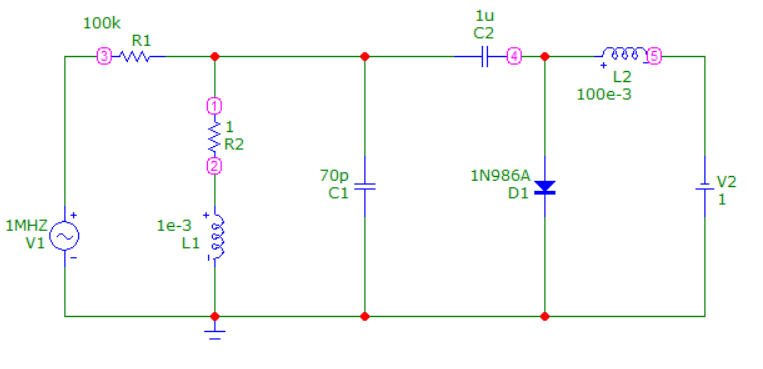 100k
R1
3
1u
C2
4
5
L2
100e-3
1
1
R2
2
70p
C1
1N986A
D1
V2
1
1MHZ
V1
+
-
1e-3
L1
+
+